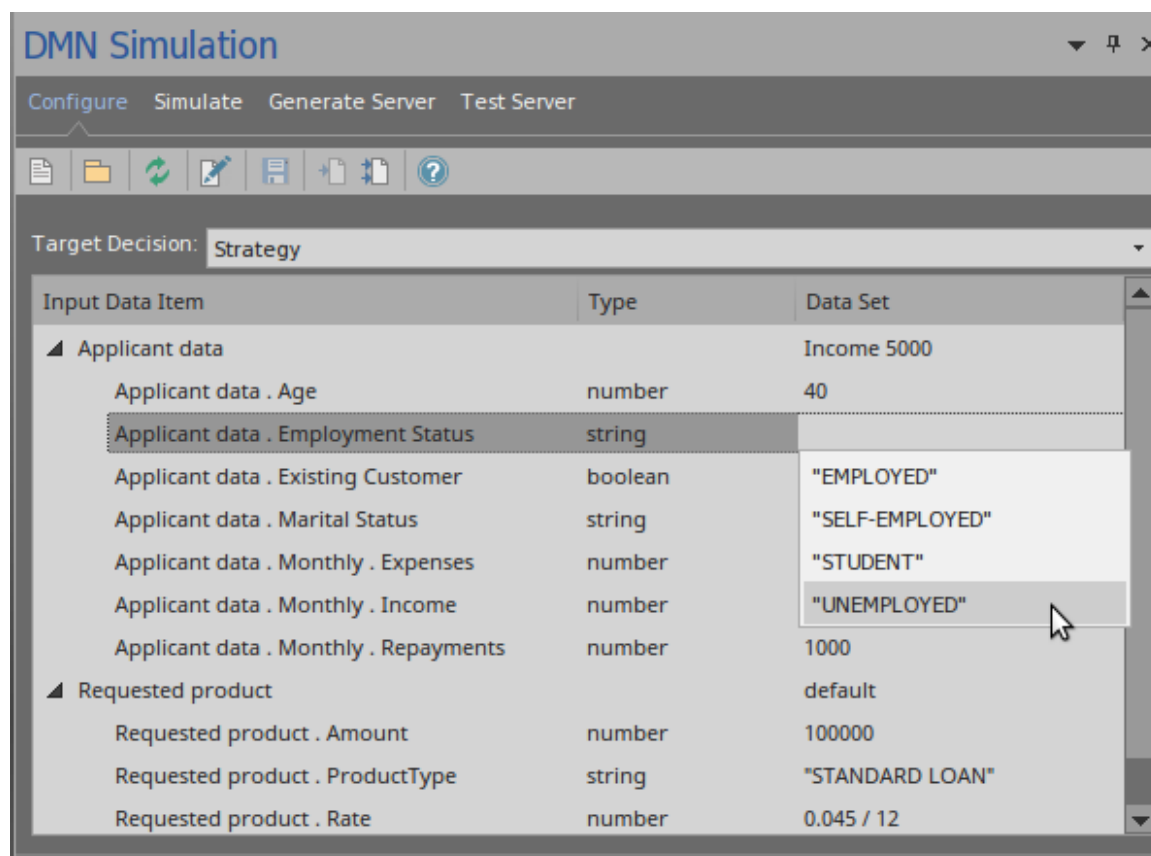 DMN Simulation
Configure Simulate Generate Server Test Server
Target Decision: Strategy
Input Data Item Type Data Set
Applicant data Income 5000
Applicant data . Age number 40
Applicant data . Employment Status string
Applicant data . Existing Customer boolean "EMPLOYED"
Applicant data . Marital Status string "SELF-EMPLOYED"
Applicant data . Monthly . Expenses number "STUDENT"
Applicant data . Monthly . Income number "UNEMPLOYED"
Applicant data . Monthly . Repayments number 1000
Requested product default
Requested product . Amount number 100000
Requested product . ProductType string "STANDARD LOAN"
Requested product . Rate number 0.045 / 12